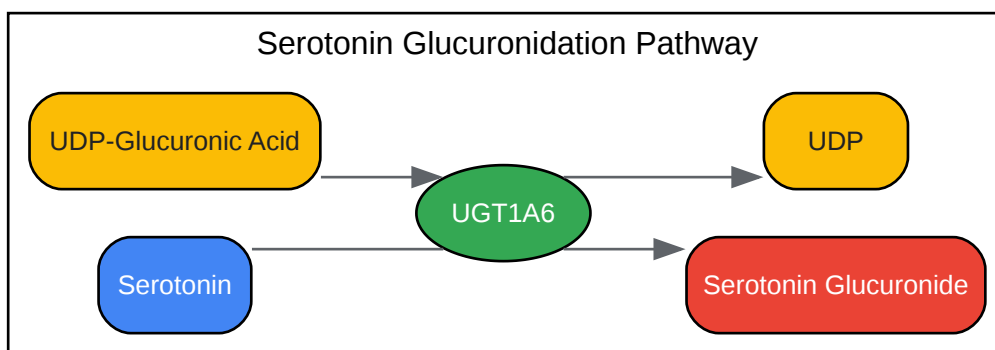 Serotonin Glucuronidation Pathway
UDP-Glucuronic Acid
UDP
UGT1A6
Serotonin
Serotonin Glucuronide